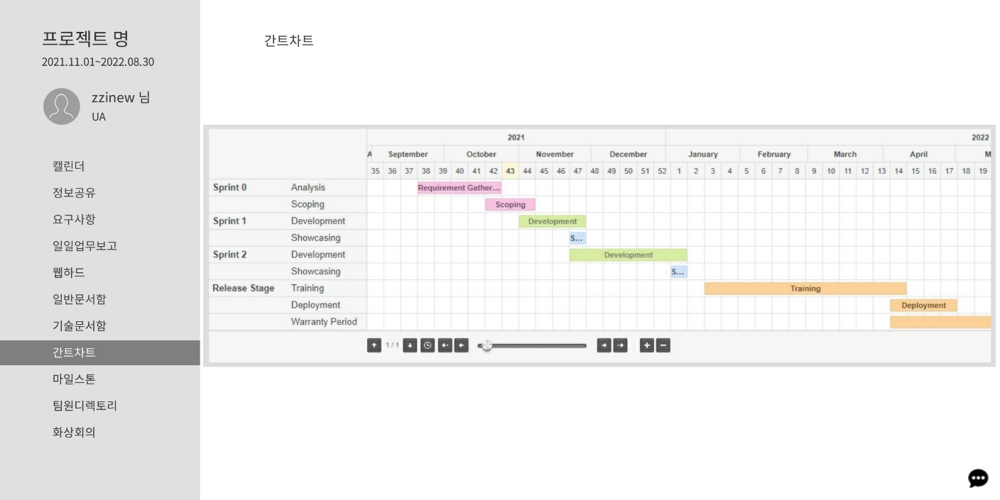 프로젝트 명
2021.11.01~2022.08.30
zzinew 님
UA
캘린더
정보공유
요구사항
일일업무보고
웹하드
일반문서함
기술문서함
간트차트
마일스톤
팀원디렉토리
화상회의
간트차트
2021 2022
A September October November December January February March April M
35 36 37 38 39 40 41 42 43 44 45 46 47 48 49 50 51 52 1 2 3 4 5 6 7 8 9 10 11 12 13 14 15 16 17 18 19
Sprint 0 Analysis Requirement Gather...
Scoping Scoping
Sprint 1 Development Development
Showcasing S...
Sprint 2 Development Development
Showcasing S...
Release Stage Training Training
Deployment Deployment
Warranty Period
1 / 1